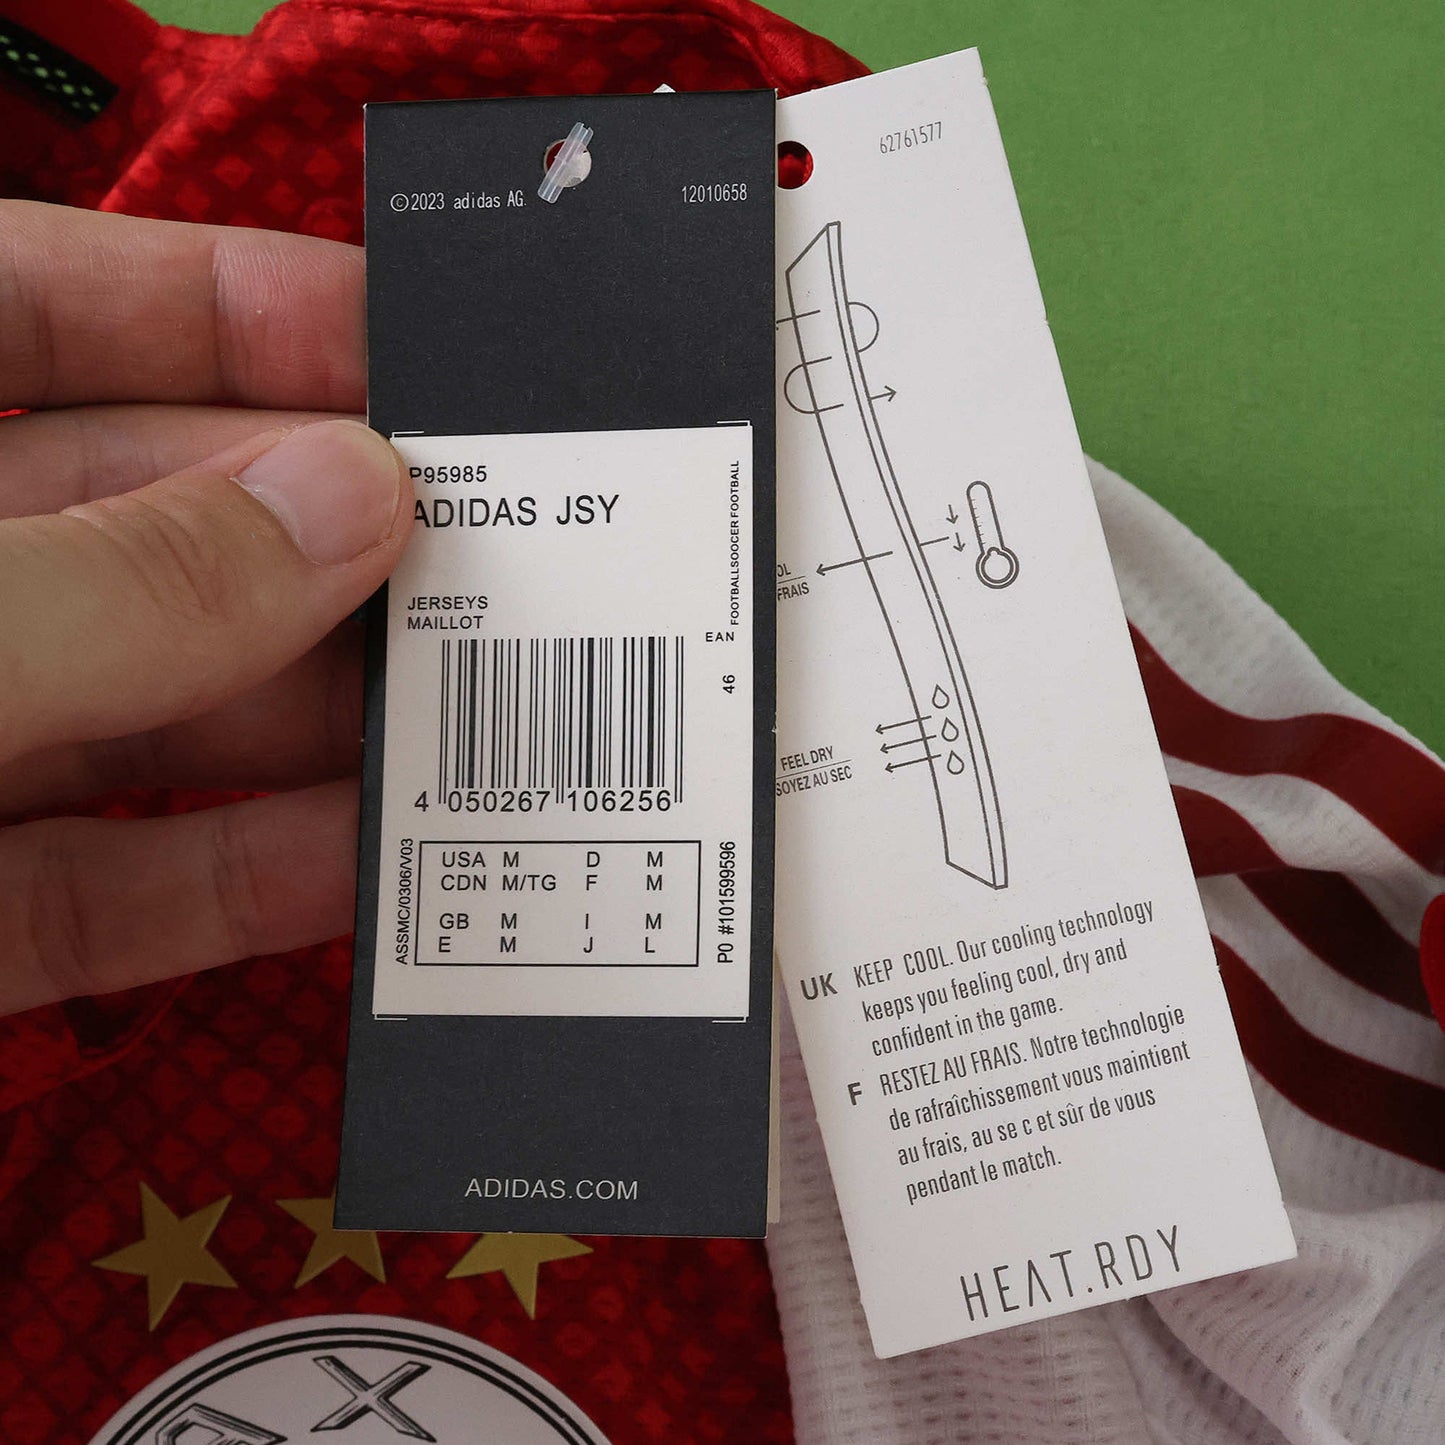 ©2023 adidas AG.
12010658
P95985
ADIDAS JSY
FOOTBALLSOOCER FOOTBALL
JERSEYS
MAILLOT
EAN
46
4 050267 106256
ASSMC/0306/V03
USA M D M
CDN M/TG F M
GB M I M
E M J L
PO #101599596
ADIDAS.COM
62761577
OL
FRAIS
FEEL DRY
SOYEZ AU SEC
UK KEEP COOL. Our cooling technology
keeps you feeling cool, dry and
confident in the game.
F RESTEZ AU FRAIS. Notre technologie
de rafraîchissement vous maintient
au frais, au se c et sûr de vous
pendant le match.
HEAT.RDY